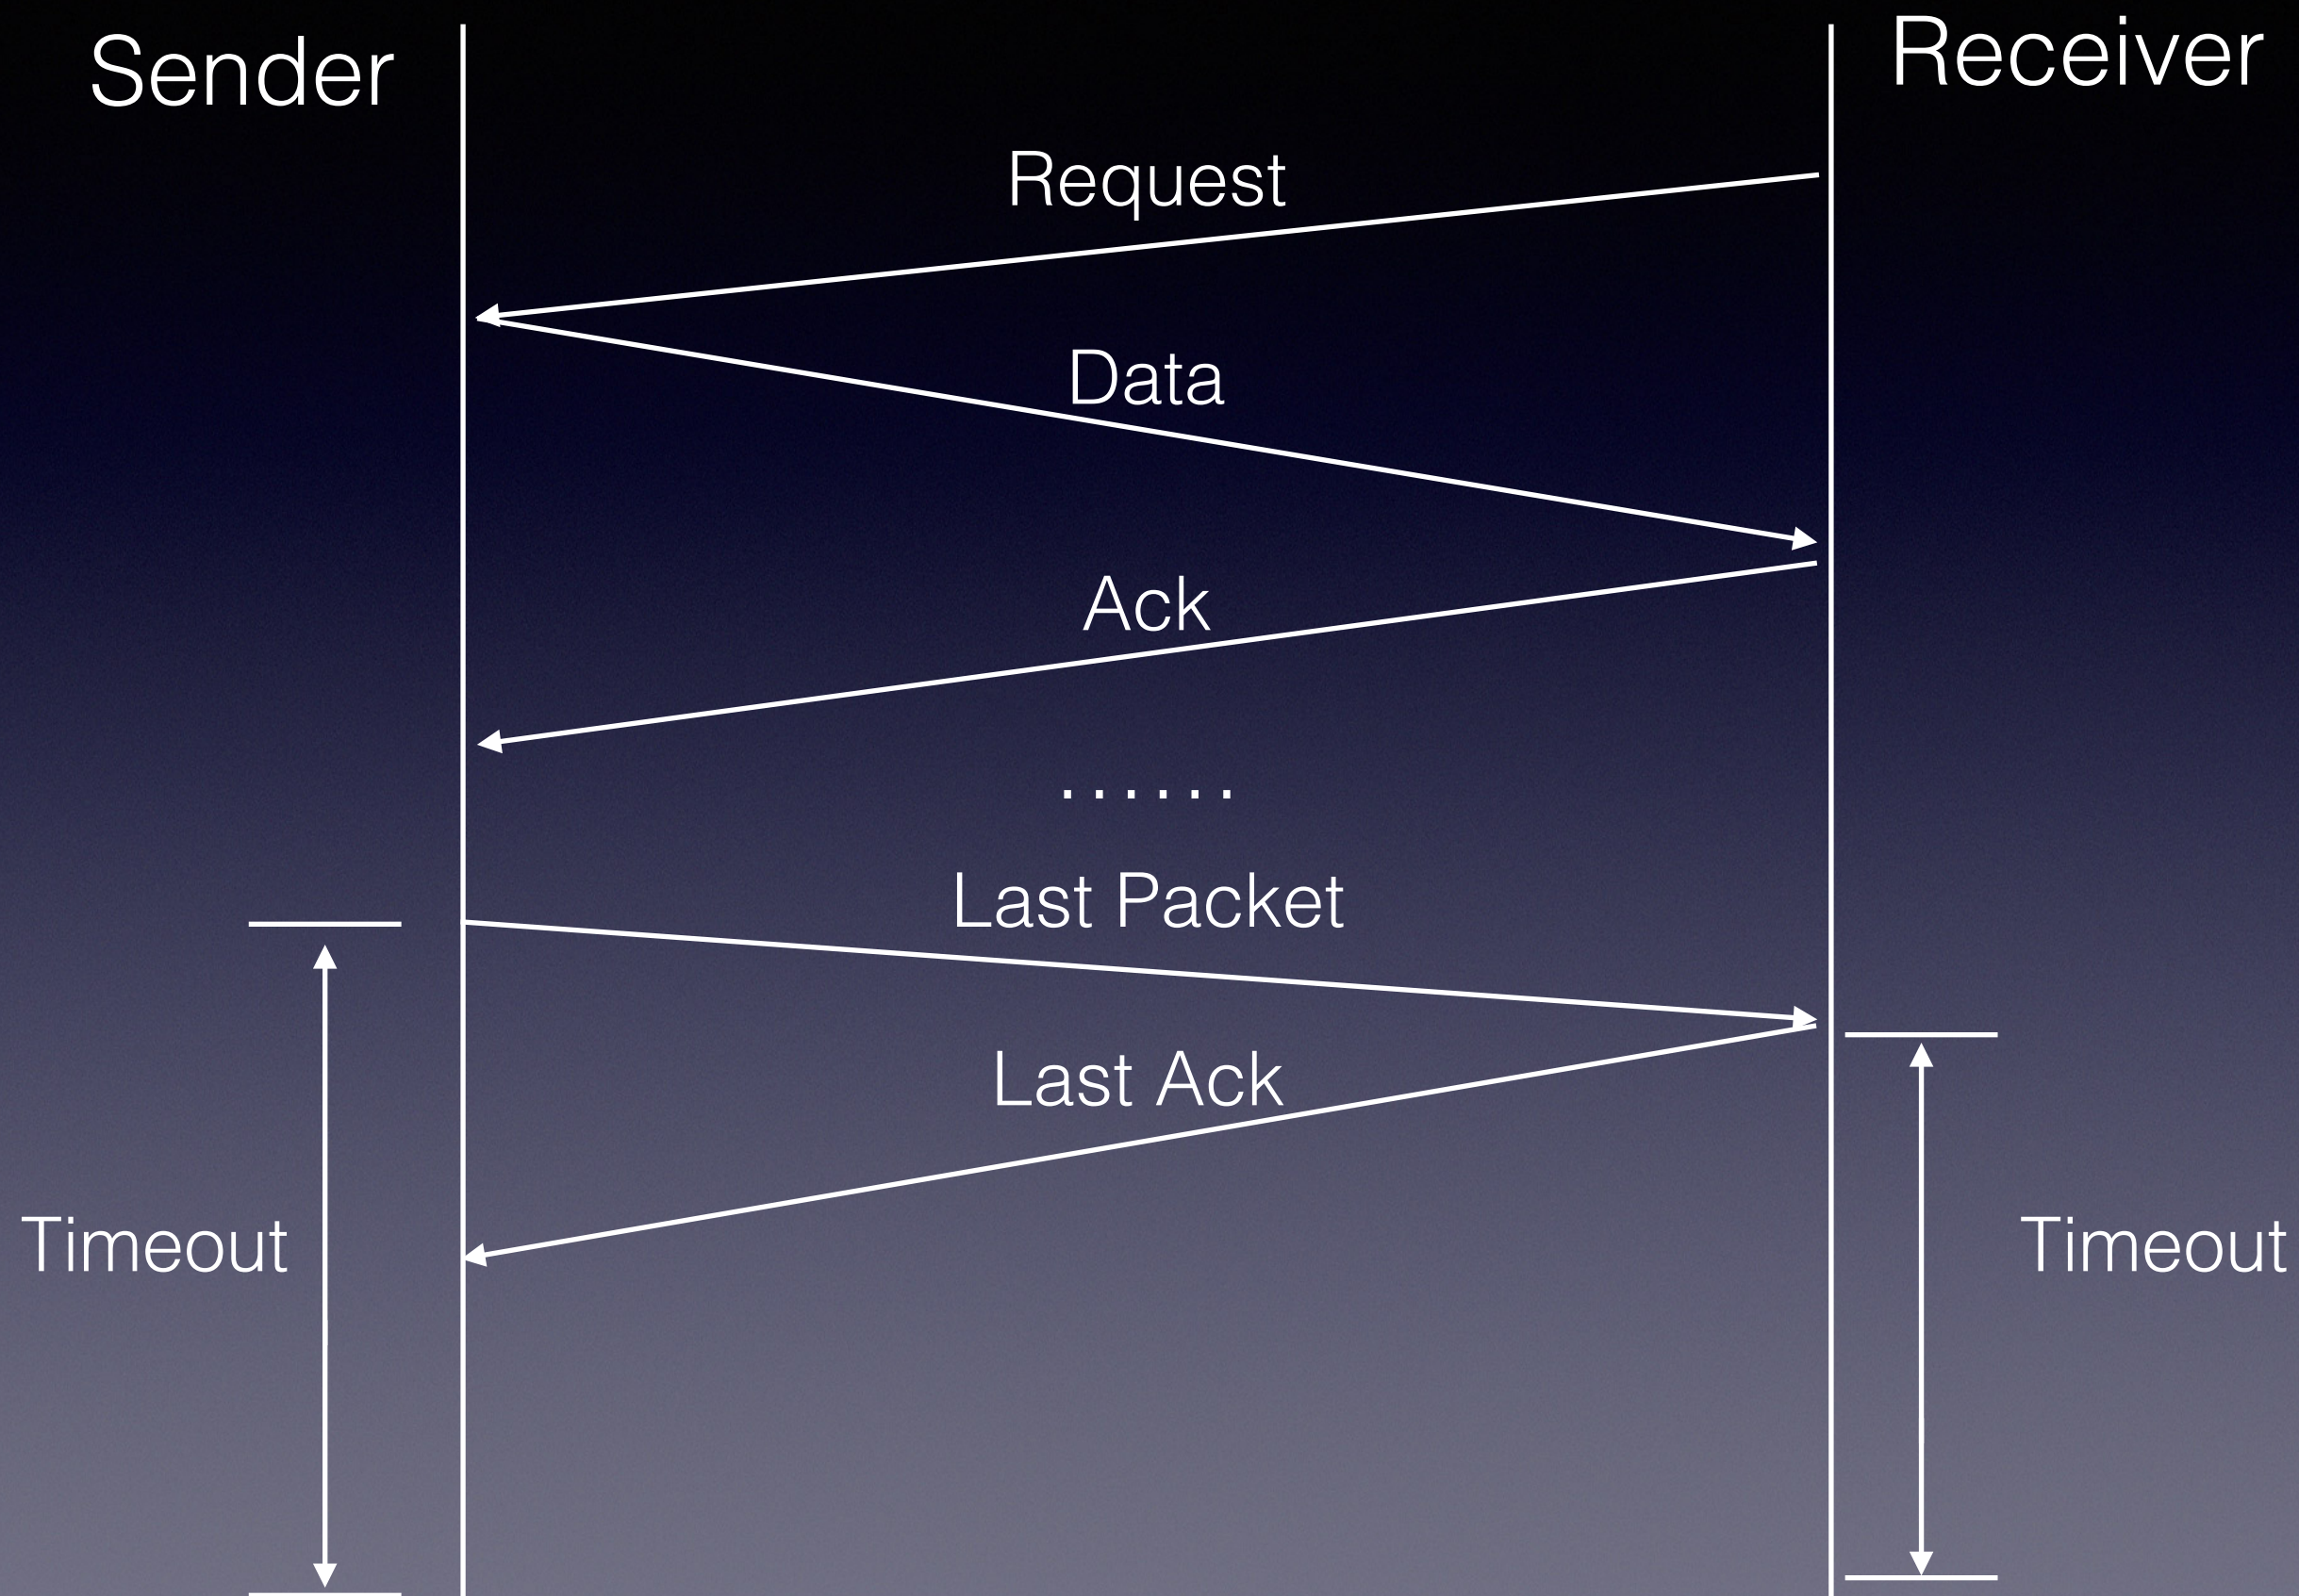 Sender
Receiver
Request
Data
Ack
......
Last Packet
Last Ack
Timeout
Timeout